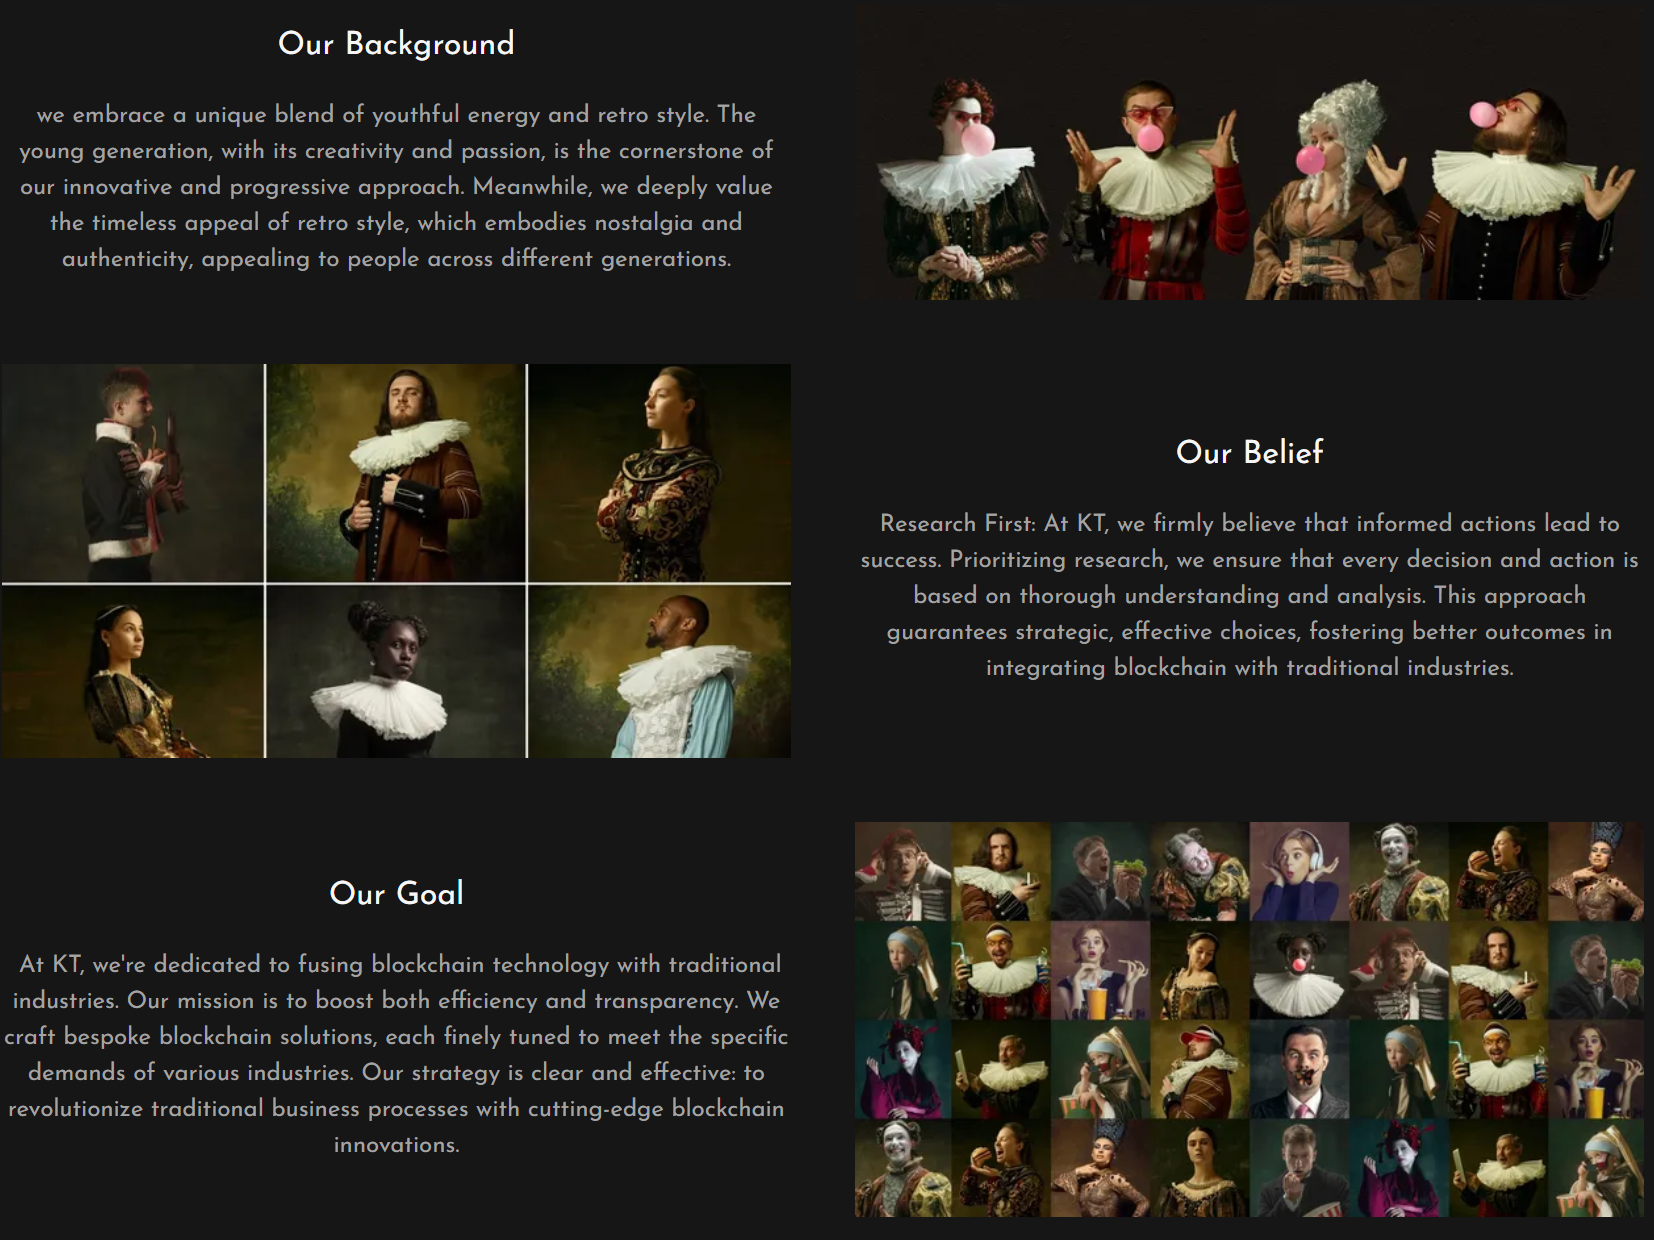 Our Background
we embrace a unique blend of youthful energy and retro style. The
young generation, with its creativity and passion, is the cornerstone of
our innovative and progressive approach. Meanwhile, we deeply value
the timeless appeal of retro style, which embodies nostalgia and
authenticity, appealing to people across different generations.
Our Belief
Research First: At KT, we firmly believe that informed actions lead to
success. Prioritizing research, we ensure that every decision and action is
based on thorough understanding and analysis. This approach
guarantees strategic, effective choices, fostering better outcomes in
integrating blockchain with traditional industries.
Our Goal
At KT, we're dedicated to fusing blockchain technology with traditional
industries. Our mission is to boost both efficiency and transparency. We
craft bespoke blockchain solutions, each finely tuned to meet the specific
demands of various industries. Our strategy is clear and effective: to
revolutionize traditional business processes with cutting-edge blockchain
innovations.